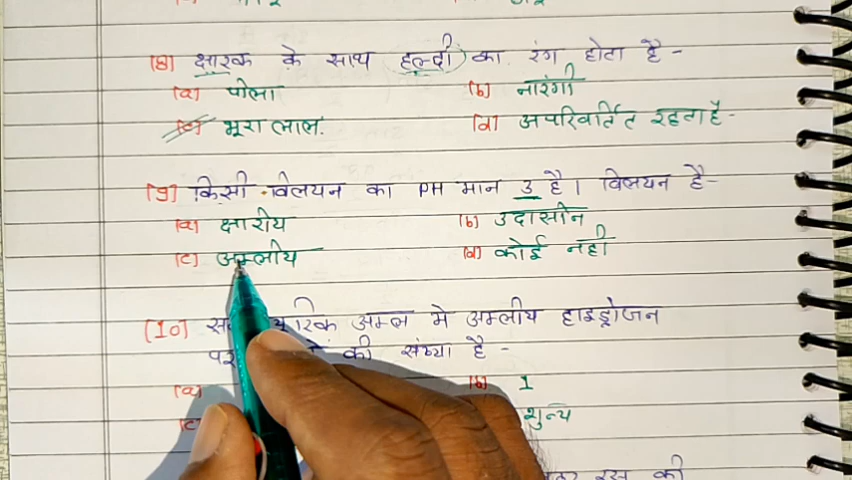 (8) क्षारक के साथ (हल्दी) का रंग होता है -
(a) पीला (b) नारंगी
(c) भूरा लाल. (d) अपरिवर्तित रहता है -
(9) किसी विलयन का PH मान 3 है। विलयन है -
(a) क्षारीय (b) उदासीन
(c) अम्लीय (d) कोई नही
(10) अम्ल मे अम्लीय हाइड्रोजन
की संख्या है -
(a) (b) 1
(c) शुन्य
रस की